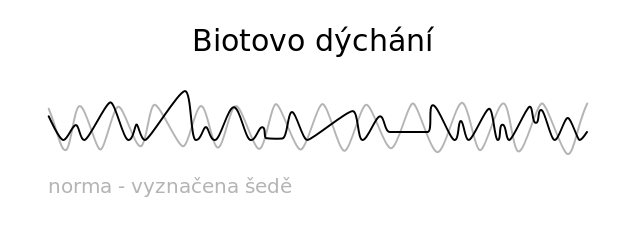 Biotovo dýchání
norma - vyznačena šedě